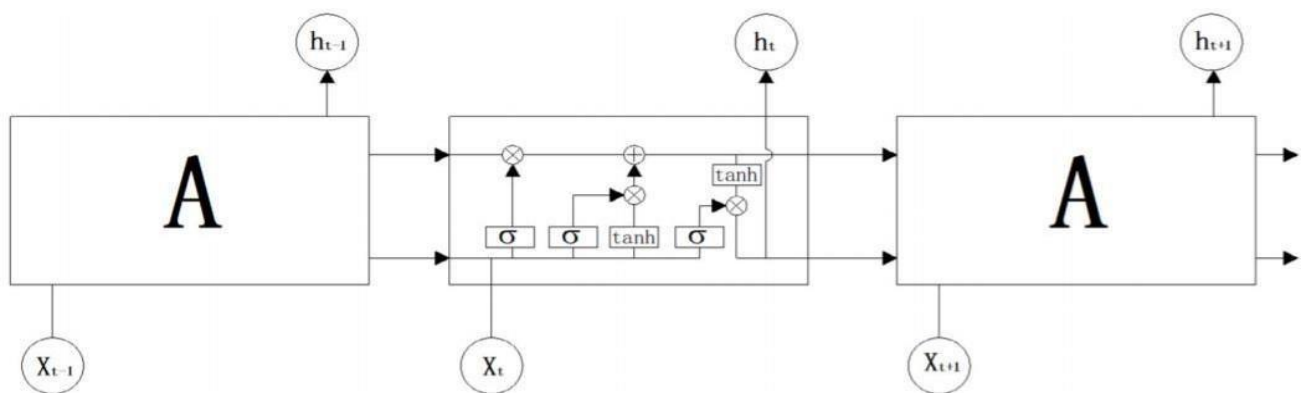 ht-1 ht ht+1
A A
tanh
σ σ tanh σ
Xt-1 Xt Xt+1